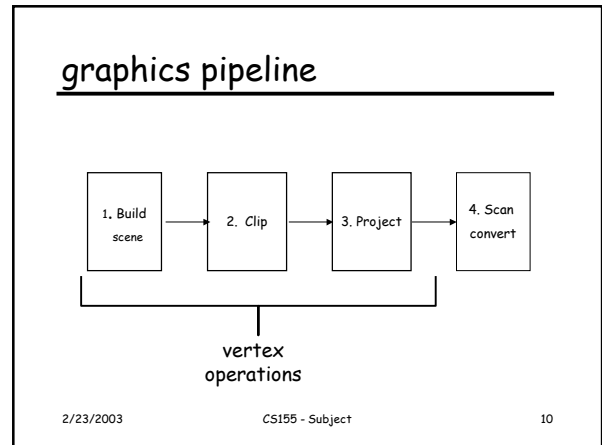 graphics pipeline
1. Build
scene
2. Clip
3. Project
4. Scan
convert
vertex
operations
2/23/2003
CS155 - Subject
10